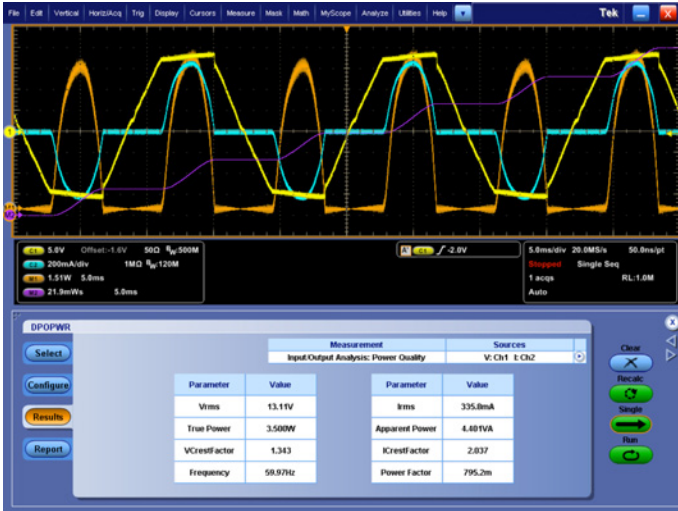 File Edit Vertical Horiz/Acq Trig Display Cursors Measure Mask Math MyScope Analyze Utilities Help Tek X
1
C1 5.0V Offset:-1.6V 50Ω BW:500M
C2 200mA/div 1MΩ BW:120M
M1 1.51W 5.0ms
M2 21.9mWs 5.0ms
A' C1 -2.0V
5.0ms/div 20.0MS/s 50.0ns/pt
Stopped Single Seq
1 acqs RL:1.0M
Auto
DPOPWR
Select
Configure
Results
Report
Measurement Sources
Input/Output Analysis: Power Quality V: Ch1 I: Ch2
Parameter Value
Vrms 13.11V
True Power 3.500W
VCrestFactor 1.343
Frequency 59.97Hz
Parameter Value
Irms 335.8mA
Apparent Power 4.401VA
ICrestFactor 2.037
Power Factor 795.2m
X
Clear
Recalc
Single
Run